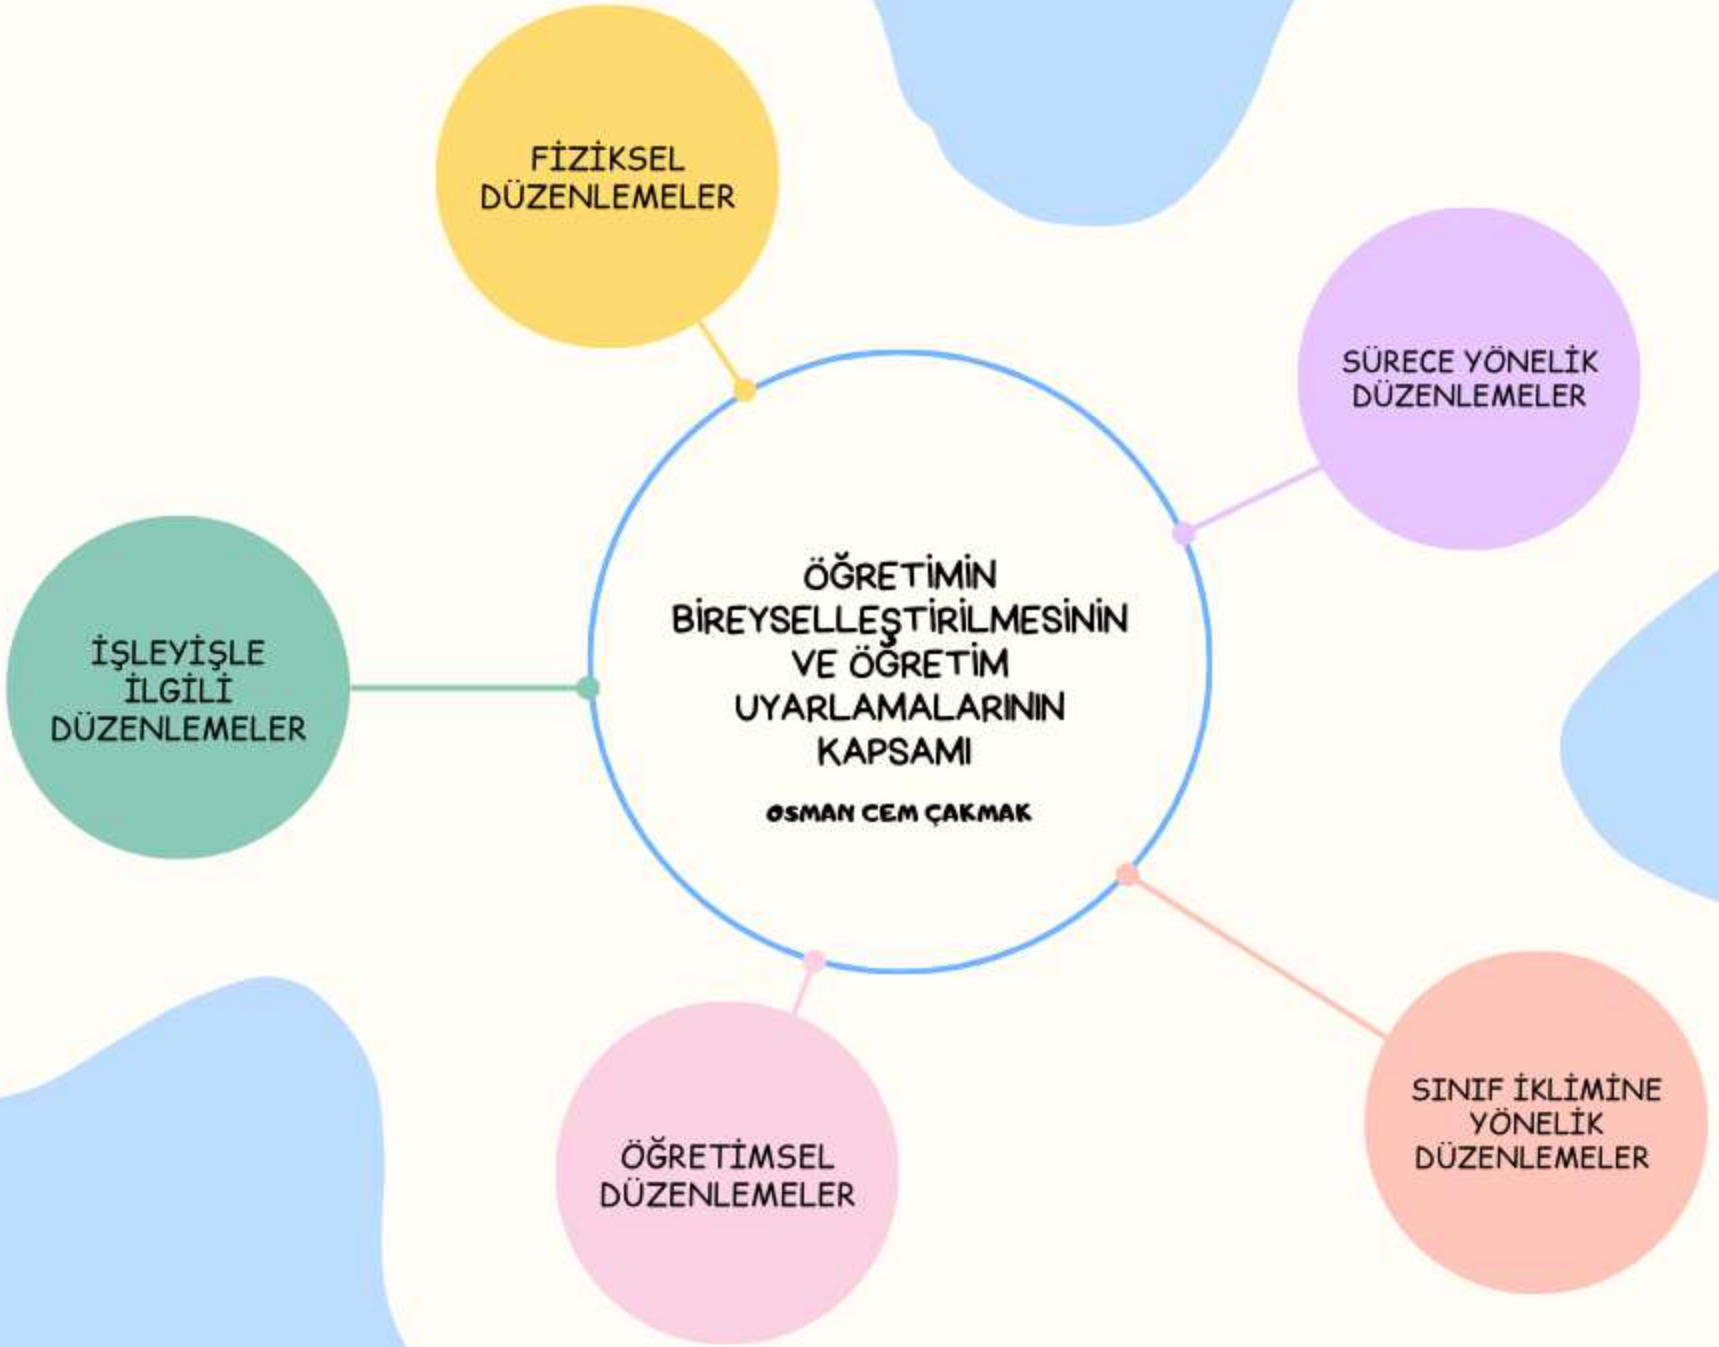 FİZİKSEL
DÜZENLEMELER
SÜRECE YÖNELİK
DÜZENLEMELER
ÖĞRETİMİN
BİREYSELLEŞTİRİLMESİNİN
VE ÖĞRETİM
UYARLAMALARININ
KAPSAMI
OSMAN CEM ÇAKMAK
İŞLEYİŞLE
İLGİLİ
DÜZENLEMELER
SINIF İKLİMİNE
YÖNELİK
DÜZENLEMELER
ÖĞRETİMSEL
DÜZENLEMELER